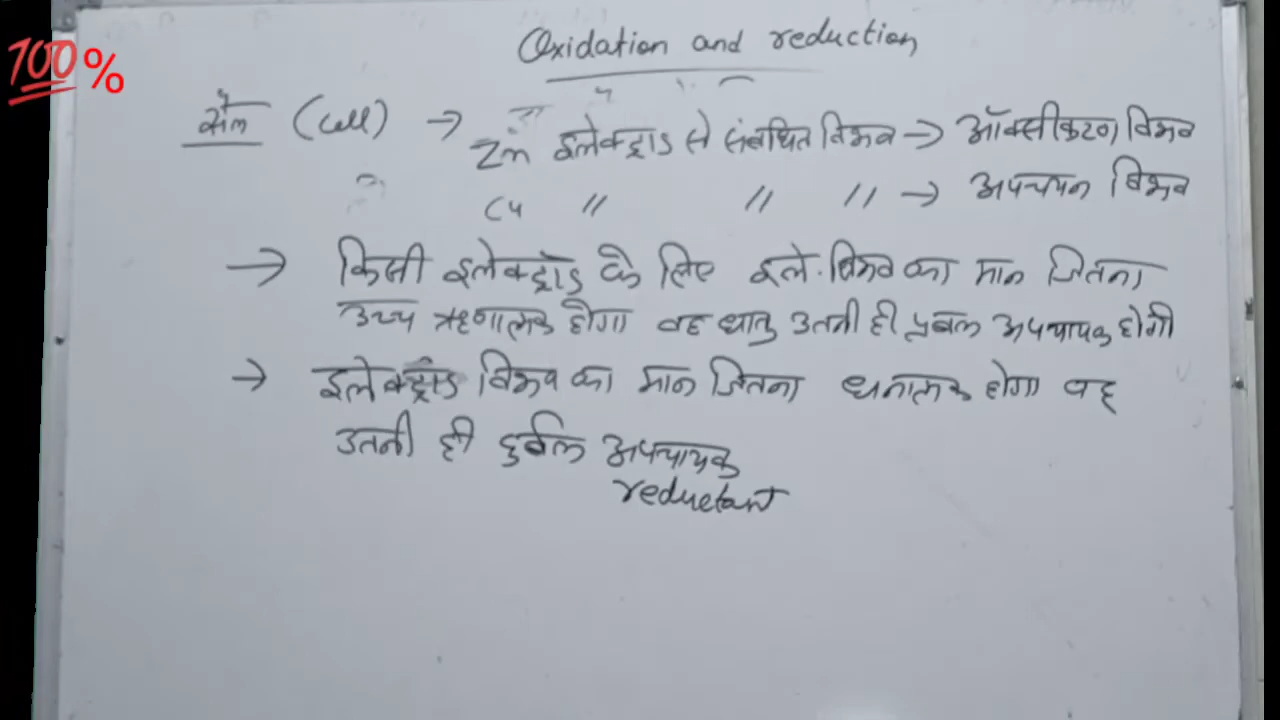 100%
Oxidation and reduction
सेल (cell) → Zn इलेक्ट्राड से संबंधित विभव → ऑक्सीकरण विभव
Cu // // // → अपचयन विभव
→ किसी इलेक्ट्रॉड के लिए इले. विभव का मान जितना
उच्च ऋणात्मक होगा वह धातु उतनी ही प्रबल अपचायक होगी
→ इलेक्ट्रॉड विभव का मान जितना धनात्मक होगा वह
उतनी ही दुर्बल अपचायक
reductant